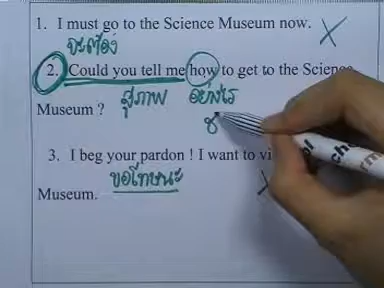 1. I must go to the Science Museum now. X
จะต้อง
2. Could you tell me how to get to the Science
Museum ? สุภาพ อย่างไร
3. I beg your pardon ! I want to
Museum. ขอโทษนะ